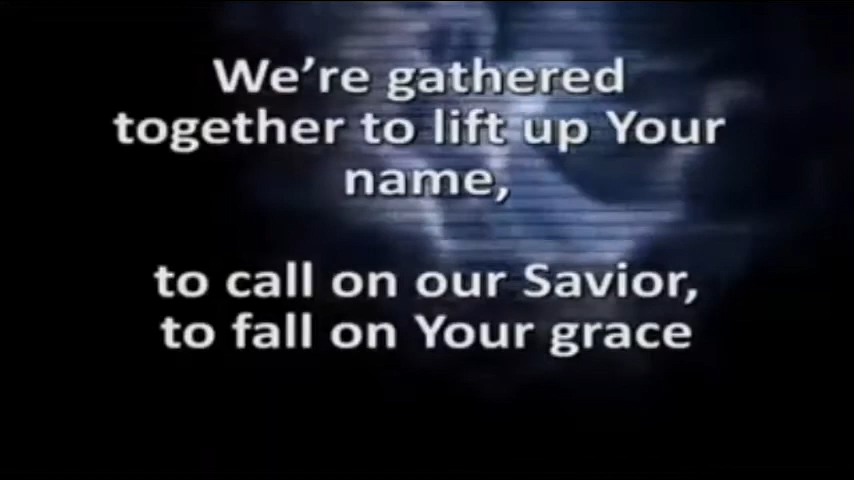 We’re gathered
together to lift up Your
name,
to call on our Savior,
to fall on Your grace